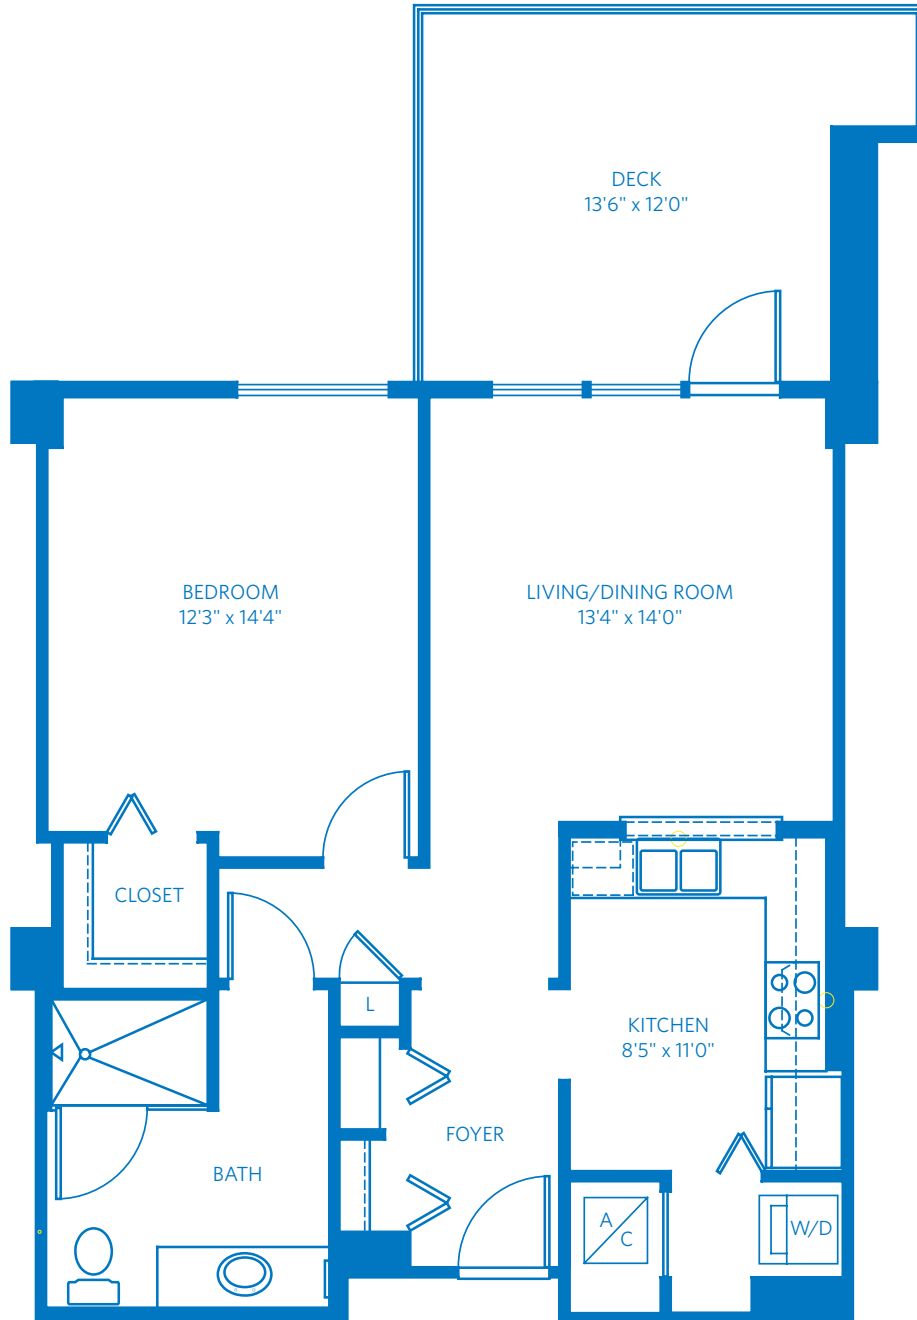 DECK
13'6" x 12'0"
BEDROOM
12'3" x 14'4"
LIVING/DINING ROOM
13'4" x 14'0"
CLOSET
L
KITCHEN
8'5" x 11'0"
FOYER
BATH
A
C
W/D